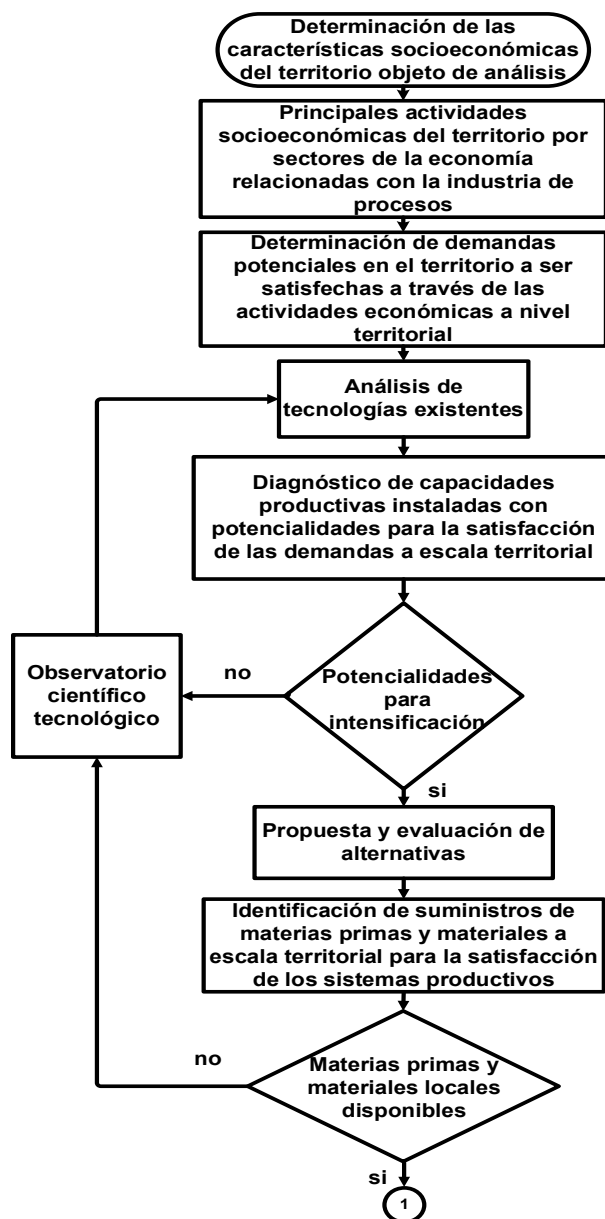 Determinación de las
características socioeconómicas
del territorio objeto de análisis
Principales actividades
socioeconómicas del territorio por
sectores de la economía
relacionadas con la industria de
procesos
Determinación de demandas
potenciales en el territorio a ser
satisfechas a través de las
actividades económicas a nivel
territorial
Análisis de
tecnologías existentes
Diagnóstico de capacidades
productivas instaladas con
potencialidades para la satisfacción
de las demandas a escala territorial
Observatorio
científico
tecnológico
no
Potencialidades
para
intensificación
si
Propuesta y evaluación de
alternativas
Identificación de suministros de
materias primas y materiales a
escala territorial para la satisfacción
de los sistemas productivos
no
Materias primas y
materiales locales
disponibles
si
1